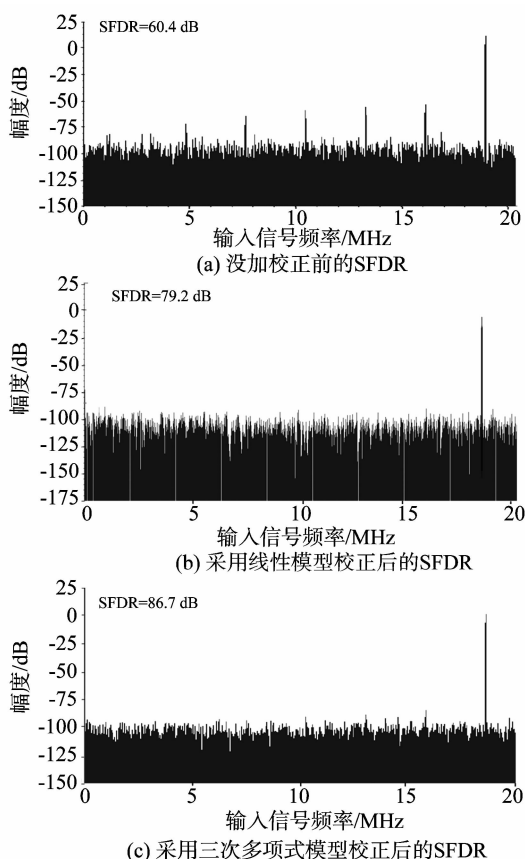 SFDR=60.4 dB
25
0
-25
-50
-75
-100
-125
-150
幅度/dB
0 5 10 15 20
输入信号频率/MHz
(a) 没加校正前的SFDR
SFDR=79.2 dB
25
0
-25
-50
-75
-100
-125
-150
-175
幅度/dB
0 5 10 15 20
输入信号频率/MHz
(b) 采用线性模型校正后的SFDR
SFDR=86.7 dB
25
0
-25
-50
-75
-100
-125
-150
幅度/dB
0 5 10 15 20
输入信号频率/MHz
(c) 采用三次多项式模型校正后的SFDR